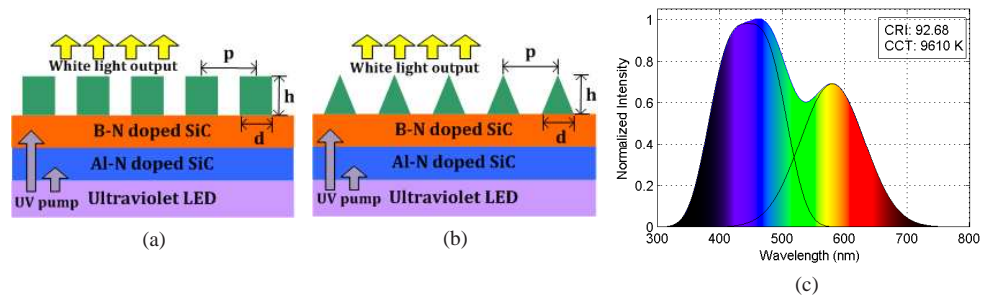 White light output
p
h
d
B-N doped SiC
Al-N doped SiC
UV pump
Ultraviolet LED
(a)
White light output
p
h
d
B-N doped SiC
Al-N doped SiC
UV pump
Ultraviolet LED
(b)
CRI: 92.68
CCT: 9610 K
Normalized Intensity
1
0.8
0.6
0.4
0.2
0
300 400 500 600 700 800
Wavelength (nm)
(c)